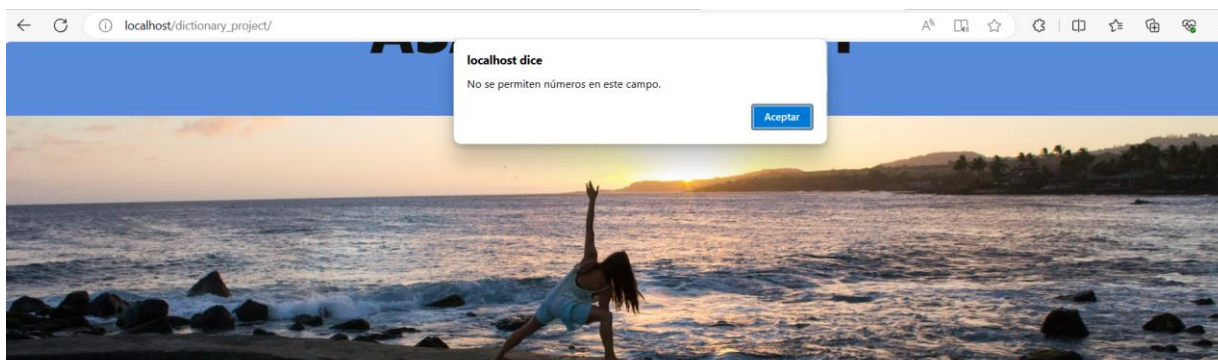 localhost/dictionary_project/
localhost dice
No se permiten números en este campo.
Aceptar